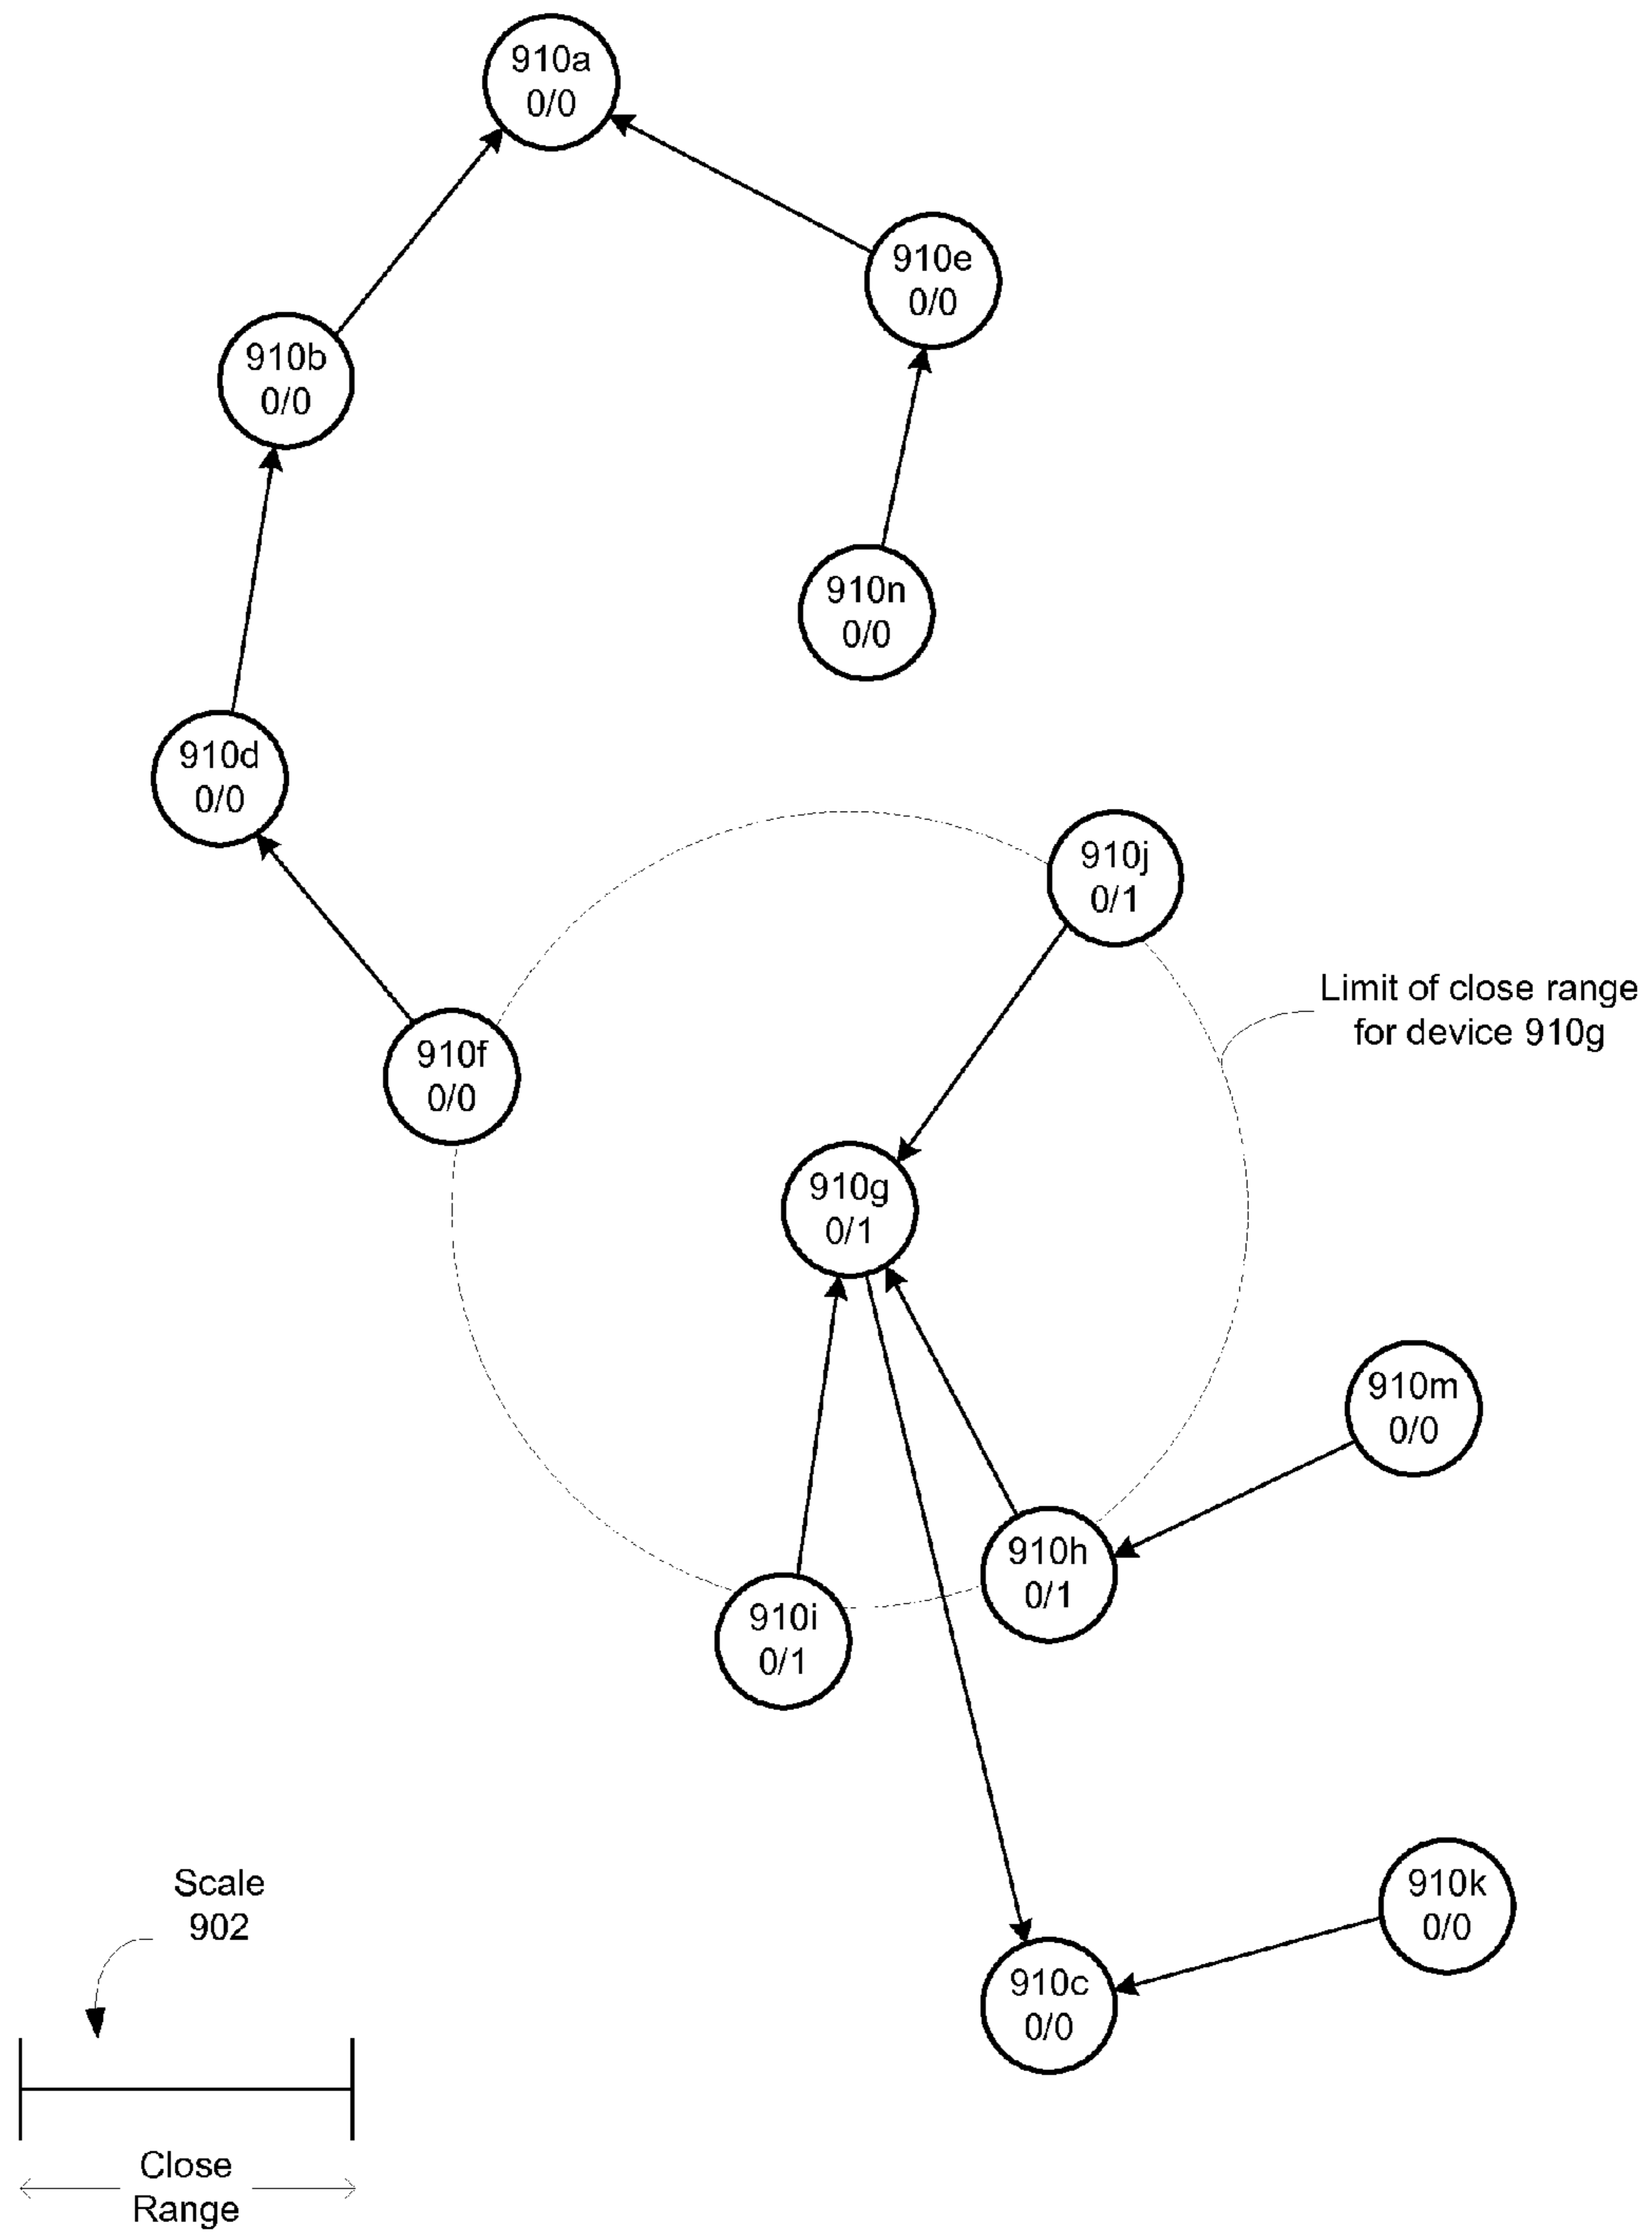 910a
0/0
910e
0/0
910b
0/0
910n
0/0
910d
0/0
910j
0/1
Limit of close range
for device 910g
910f
0/0
910g
0/1
910m
0/0
910h
0/1
910i
0/1
Scale
902
910k
0/0
910c
0/0
Close
Range